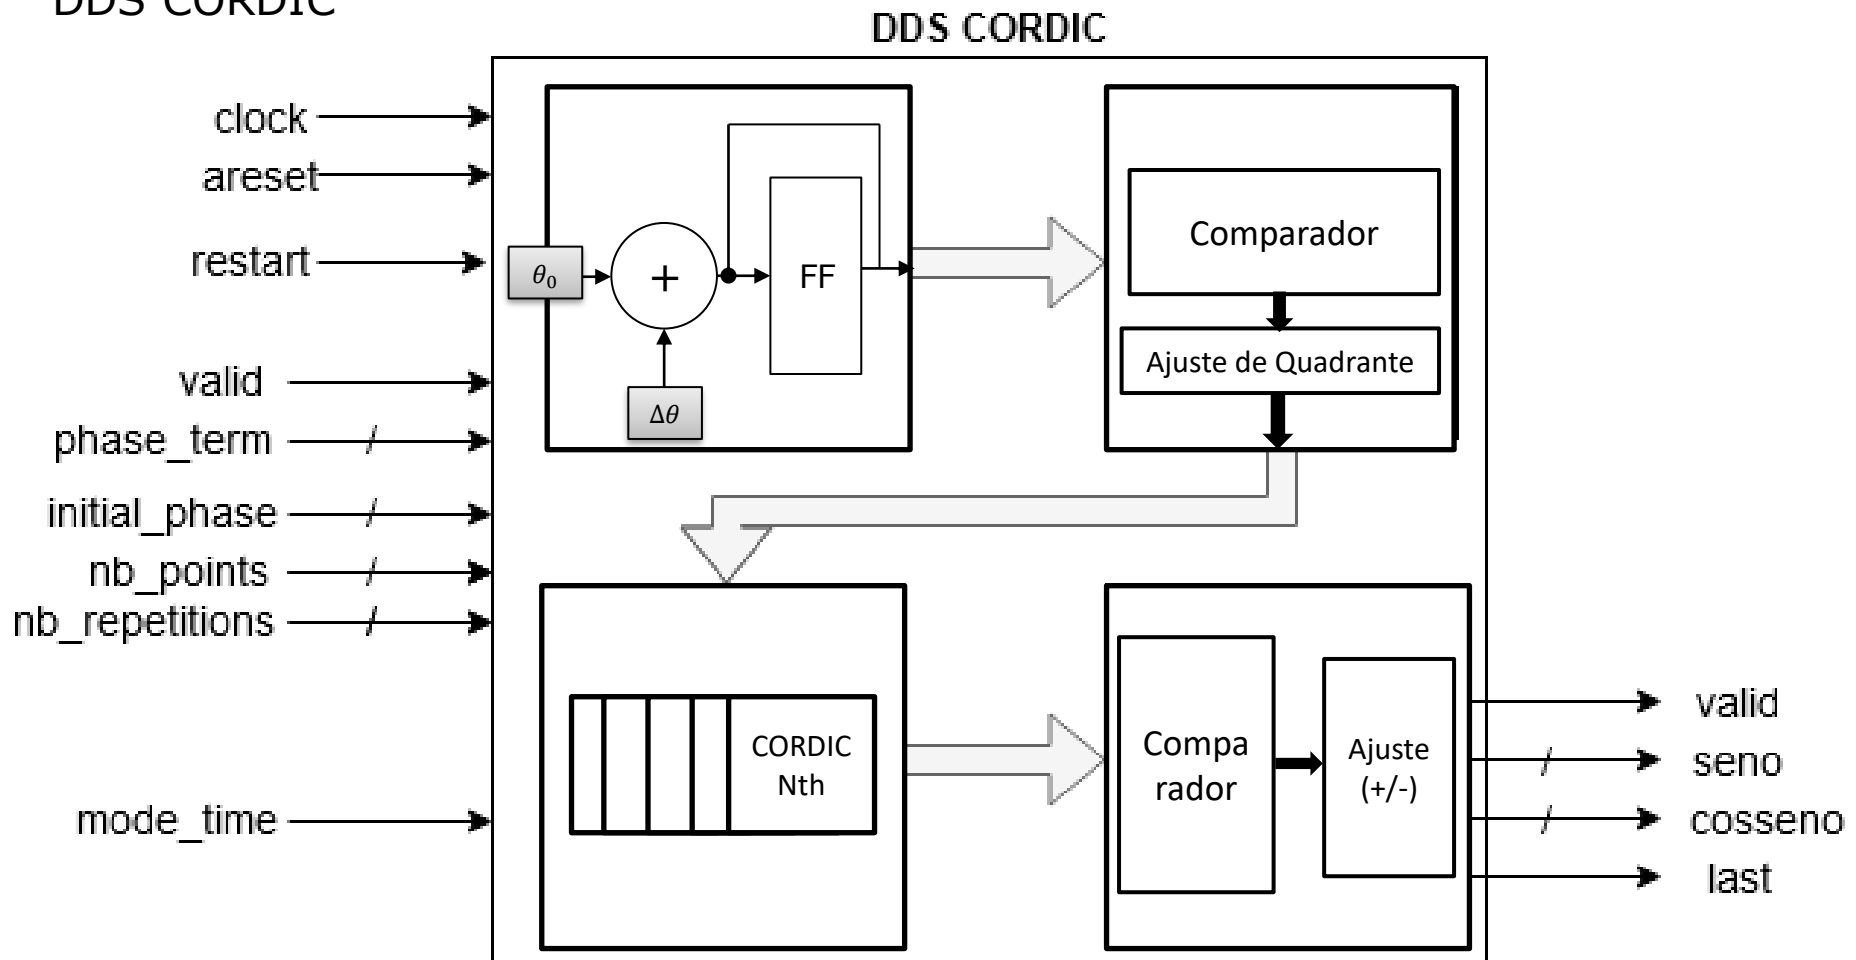 DDS CORDIC
DDS CORDIC
clock
areset
restart
valid
phase_term
initial_phase
nb_points
nb_repetitions
mode_time
θ₀
+
FF
Δθ
Comparador
Ajuste de Quadrante
CORDIC
Nth
Compa
rador
Ajuste
(+/-)
valid
seno
cosseno
last